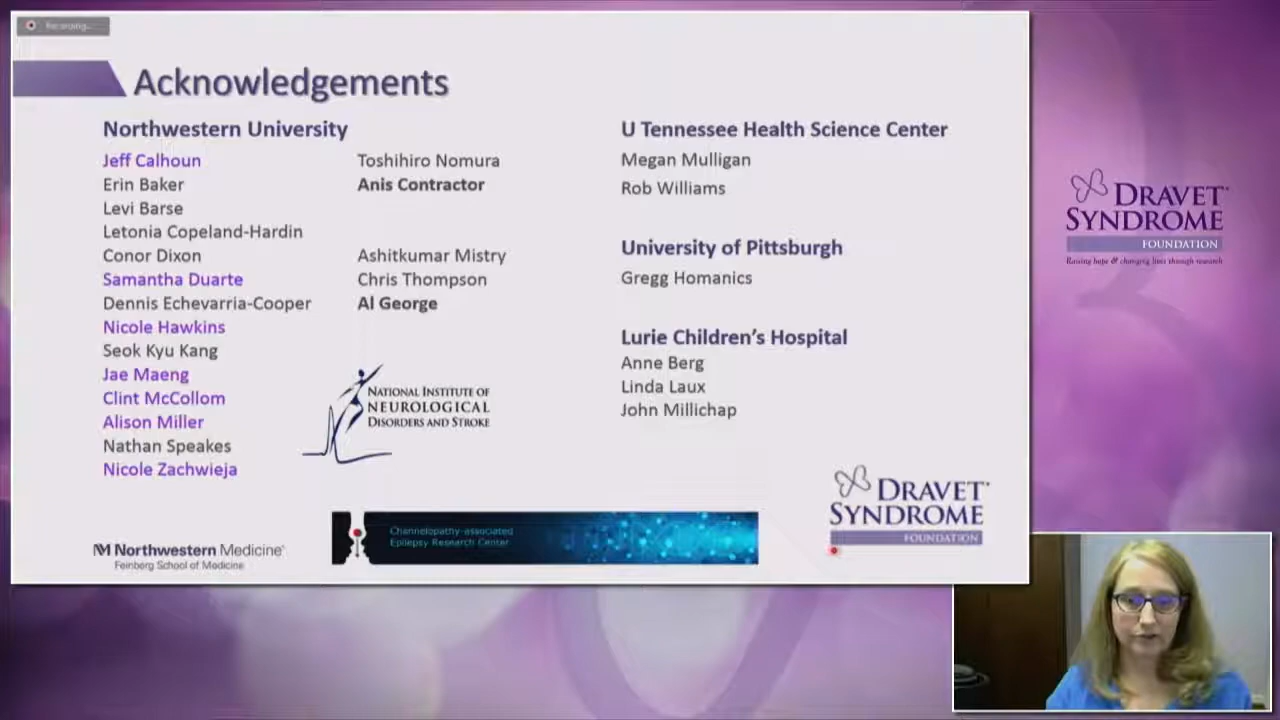 Recording...
Acknowledgements
Northwestern University
Jeff Calhoun
Erin Baker
Levi Barse
Letonia Copeland-Hardin
Conor Dixon
Samantha Duarte
Dennis Echevarria-Cooper
Nicole Hawkins
Seok Kyu Kang
Jae Maeng
Clint McCollom
Alison Miller
Nathan Speakes
Nicole Zachwieja
Toshihiro Nomura
Anis Contractor
Ashitkumar Mistry
Chris Thompson
Al George
NATIONAL INSTITUTE OF
NEUROLOGICAL
DISORDERS AND STROKE
U Tennessee Health Science Center
Megan Mulligan
Rob Williams
University of Pittsburgh
Gregg Homanics
Lurie Children's Hospital
Anne Berg
Linda Laux
John Millichap
Northwestern Medicine
Feinberg School of Medicine
Channelopathy-associated
Epilepsy Research Center
DRAVET
SYNDROME
FOUNDATION
DRAVET
SYNDROME
FOUNDATION
Raising hope & changing lives through research